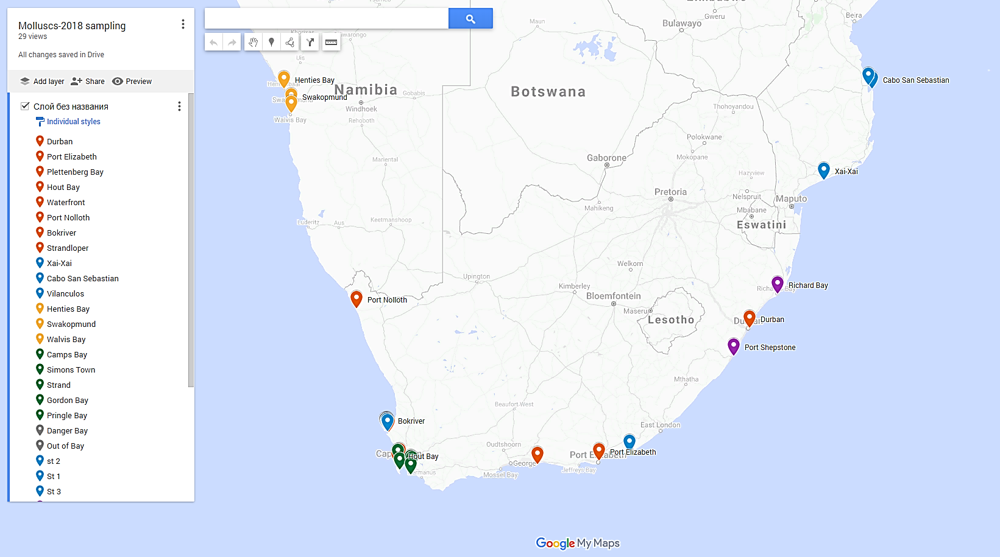 Molluscs-2018 sampling
29 views
All changes saved in Drive
Add layer
Share
Preview
Слой без названия
Individual styles
Durban
Port Elizabeth
Plettenberg Bay
Hout Bay
Waterfront
Port Nolloth
Bokriver
Strandloper
Xai-Xai
Cabo San Sebastian
Vilanculos
Henties Bay
Swakopmund
Walvis Bay
Camps Bay
Simons Town
Strand
Gordon Bay
Pringle Bay
Danger Bay
Out of Bay
st 2
St 1
St 3
Gweru
Beira
Bulawayo
Maun
Uis
Henties Bay
Swakopmund
Walvis Bay
Namibia
Windhoek
Gobabis
Rehoboth
Botswana
Cabo San Sebastian
Thohoyandou
Polokwane
Mokopane
Gaborone
Mariental
Xai-Xai
Hazyview
Pretoria
Nelspruit
Maputo
Mahikeng
Mbabane
Eswatini
Luderitz
Aus
Keetmanshoop
Welkom
Upington
Kimberley
Bloemfontein
Richard Bay
Port Nolloth
Maseru
Lesotho
Durban
Port Shepstone
Mthatha
Beaufort West
Bokriver
East London
Oudtshoorn
Hout Bay
George
Port Elizabeth
Mossel Bay
Jeffreys Bay
Google My Maps